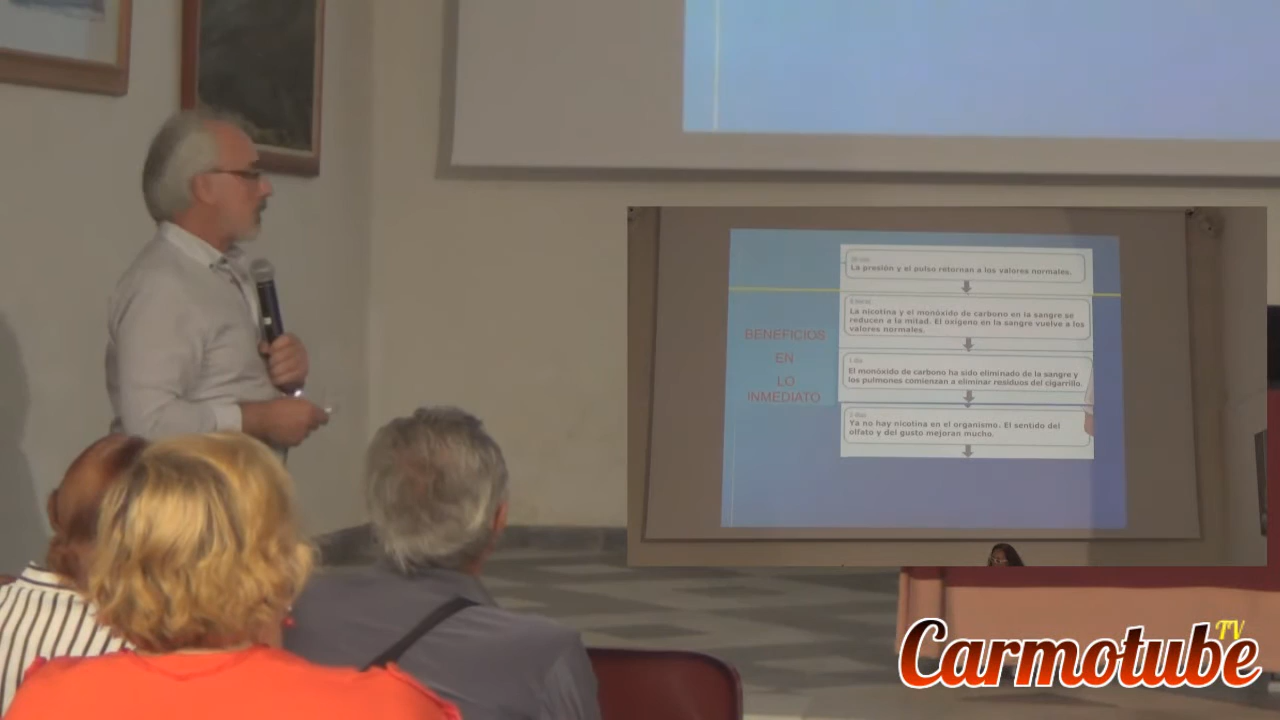 BENEFICIOS
EN
LO
INMEDIATO
La presión y el pulso retornan a los valores normales.
La nicotina y el monóxido de carbono en la sangre se
reducen a la mitad. El oxígeno en la sangre vuelve a los
valores normales.
1 día
El monóxido de carbono ha sido eliminado de la sangre y
los pulmones comienzan a eliminar residuos del cigarrillo.
Ya no hay nicotina en el organismo. El sentido del
olfato y del gusto mejoran mucho.
Carmotube TV